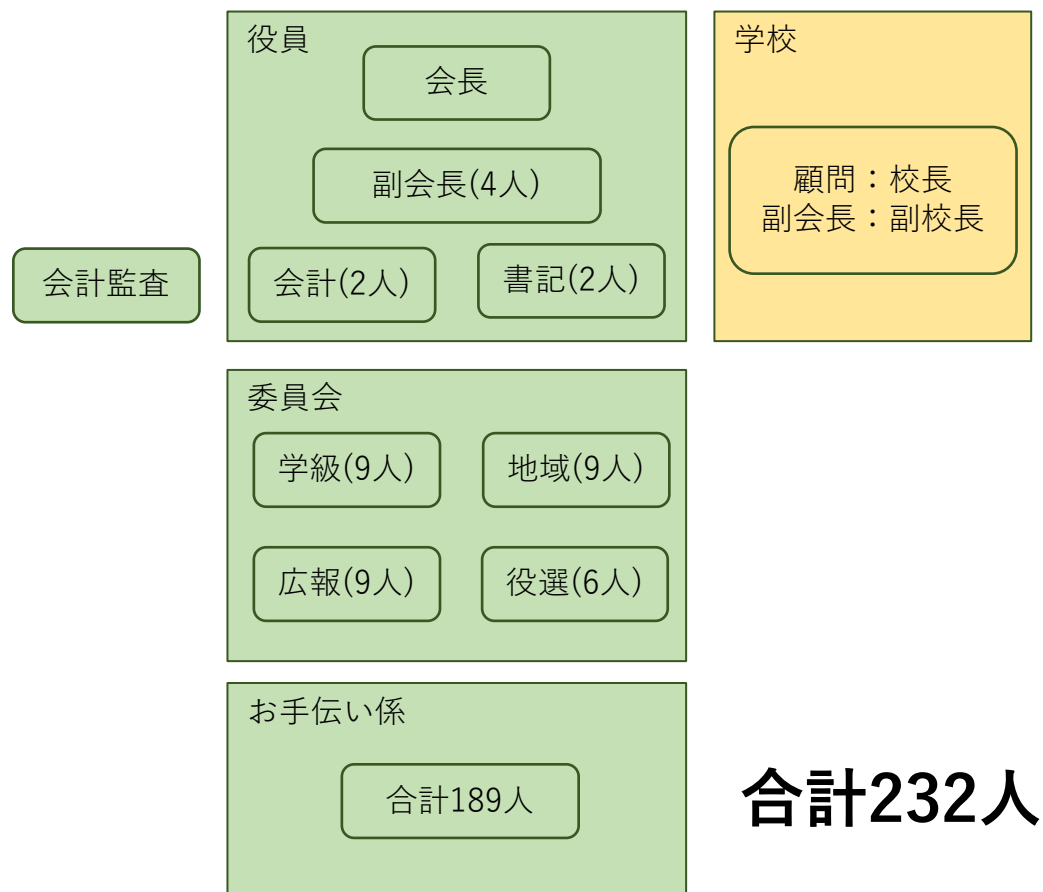 役員
会長
副会長(4人)
会計(2人)
書記(2人)
学校
顧問：校長
副会長：副校長
会計監査
委員会
学級(9人)
地域(9人)
広報(9人)
役選(6人)
お手伝い係
合計189人
合計232人